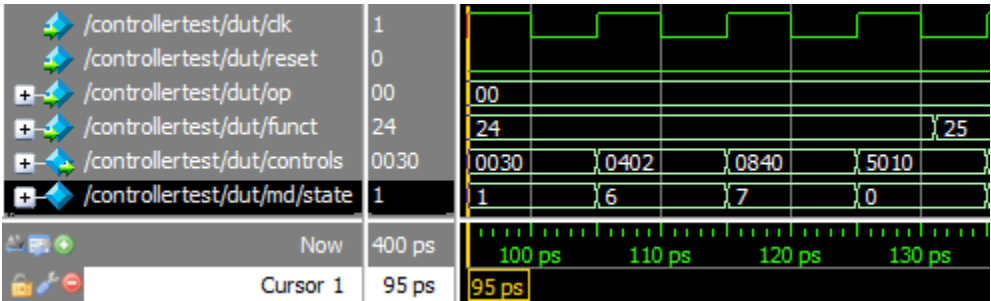 /controllertest/dut/clk 1
/controllertest/dut/reset 0
/controllertest/dut/op 00 00
/controllertest/dut/funct 24 24 25
/controllertest/dut/controls 0030 0030 0402 0840 5010
/controllertest/dut/md/state 1 1 6 7 0
Now 400 ps 100 ps 110 ps 120 ps 130 ps
Cursor 1 95 ps 95 ps